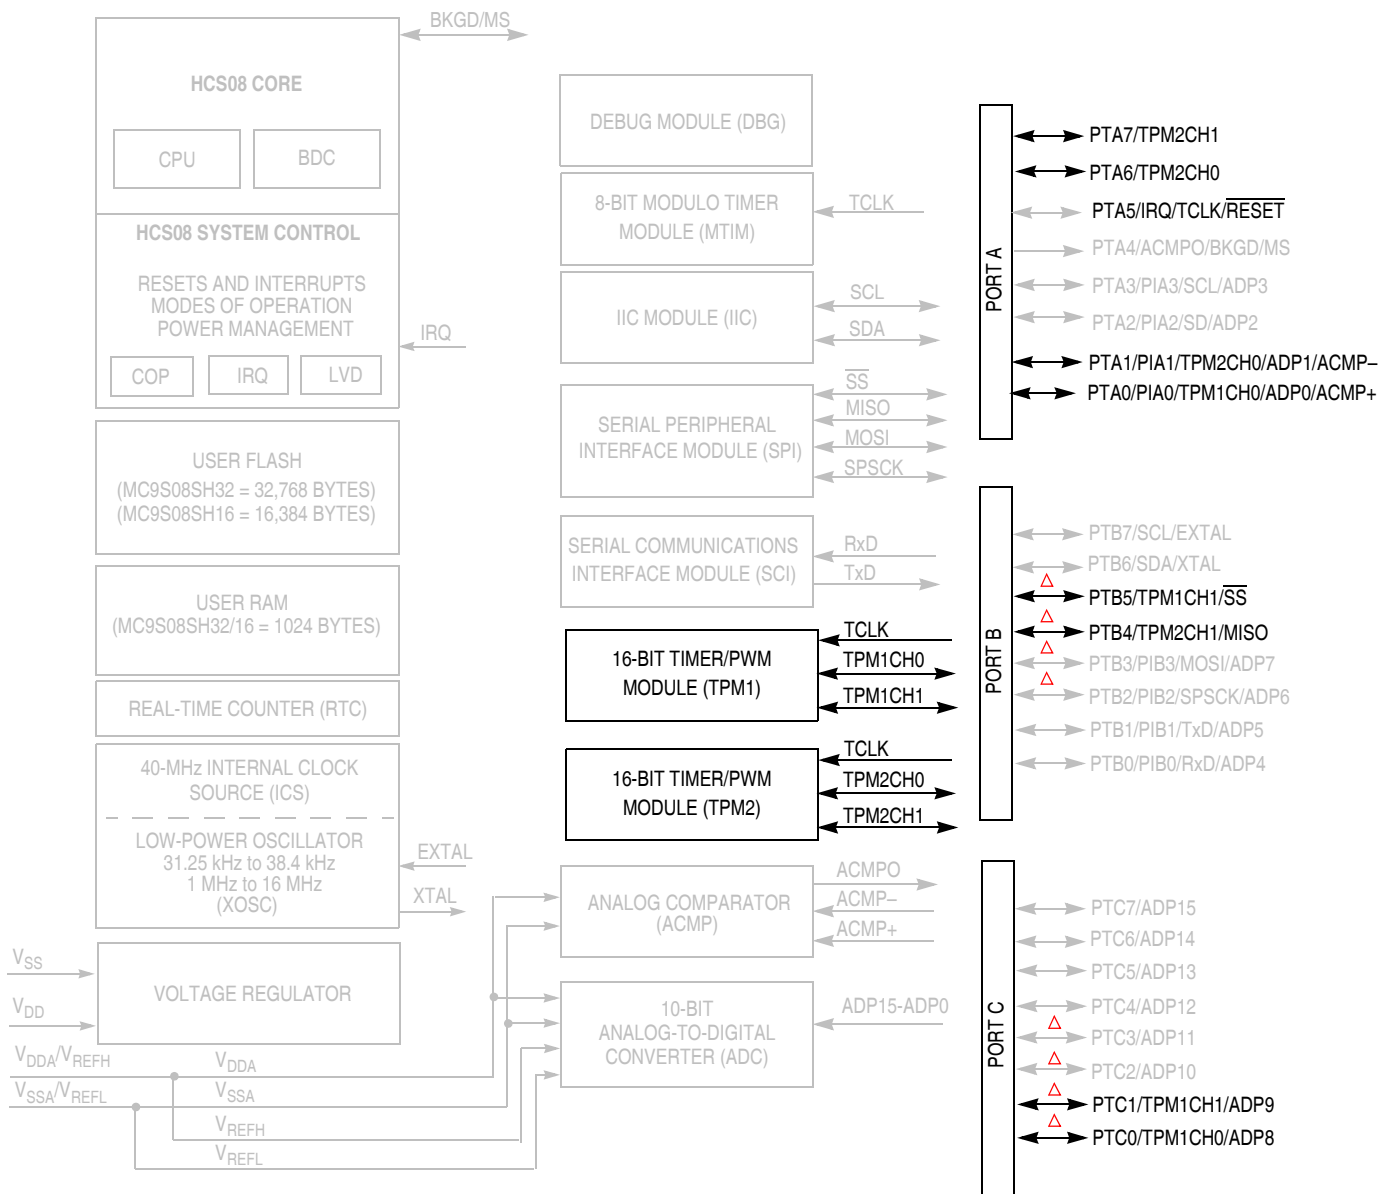 BKGD/MS
HCS08 CORE
CPU
BDC
HCS08 SYSTEM CONTROL
RESETS AND INTERRUPTS
MODES OF OPERATION
POWER MANAGEMENT
IRQ
COP
IRQ
LVD
USER FLASH
(MC9S08SH32 = 32,768 BYTES)
(MC9S08SH16 = 16,384 BYTES)
USER RAM
(MC9S08SH32/16 = 1024 BYTES)
REAL-TIME COUNTER (RTC)
40-MHz INTERNAL CLOCK
SOURCE (ICS)
LOW-POWER OSCILLATOR
31.25 kHz to 38.4 kHz
1 MHz to 16 MHz
(XOSC)
EXTAL
XTAL
VSS
VDD
VOLTAGE REGULATOR
VDDA/VREFH
VSSA/VREFL
VDDA
VSSA
VREFH
VREFL
DEBUG MODULE (DBG)
8-BIT MODULO TIMER
MODULE (MTIM)
TCLK
IIC MODULE (IIC)
SCL
SDA
SERIAL PERIPHERAL
INTERFACE MODULE (SPI)
SS
MISO
MOSI
SPSCK
SERIAL COMMUNICATIONS
INTERFACE MODULE (SCI)
RxD
TxD
16-BIT TIMER/PWM
MODULE (TPM1)
TCLK
TPM1CH0
TPM1CH1
16-BIT TIMER/PWM
MODULE (TPM2)
TCLK
TPM2CH0
TPM2CH1
ANALOG COMPARATOR
(ACMP)
ACMPO
ACMP–
ACMP+
10-BIT
ANALOG-TO-DIGITAL
CONVERTER (ADC)
ADP15-ADP0
PORT A
PTA7/TPM2CH1
PTA6/TPM2CH0
PTA5/IRQ/TCLK/RESET
PTA4/ACMPO/BKGD/MS
PTA3/PIA3/SCL/ADP3
PTA2/PIA2/SD/ADP2
PTA1/PIA1/TPM2CH0/ADP1/ACMP–
PTA0/PIA0/TPM1CH0/ADP0/ACMP+
PORT B
PTB7/SCL/EXTAL
PTB6/SDA/XTAL
PTB5/TPM1CH1/SS
PTB4/TPM2CH1/MISO
PTB3/PIB3/MOSI/ADP7
PTB2/PIB2/SPSCK/ADP6
PTB1/PIB1/TxD/ADP5
PTB0/PIB0/RxD/ADP4
PORT C
PTC7/ADP15
PTC6/ADP14
PTC5/ADP13
PTC4/ADP12
PTC3/ADP11
PTC2/ADP10
PTC1/TPM1CH1/ADP9
PTC0/TPM1CH0/ADP8